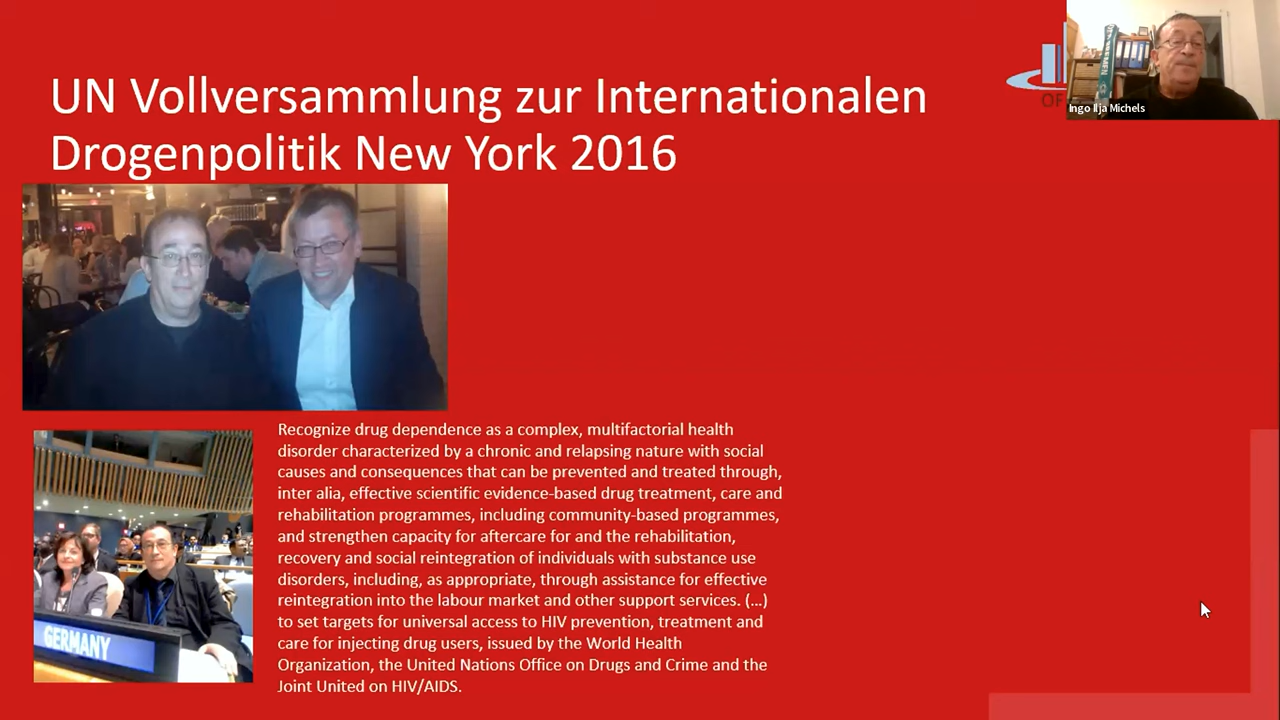 UN Vollversammlung zur Internationalen
Drogenpolitik New York 2016
OF
Ingo Ilja Michels
GERMANY
Recognize drug dependence as a complex, multifactorial health
disorder characterized by a chronic and relapsing nature with social
causes and consequences that can be prevented and treated through,
inter alia, effective scientific evidence-based drug treatment, care and
rehabilitation programmes, including community-based programmes,
and strengthen capacity for aftercare for and the rehabilitation,
recovery and social reintegration of individuals with substance use
disorders, including, as appropriate, through assistance for effective
reintegration into the labour market and other support services. (...)
to set targets for universal access to HIV prevention, treatment and
care for injecting drug users, issued by the World Health
Organization, the United Nations Office on Drugs and Crime and the
Joint United on HIV/AIDS.